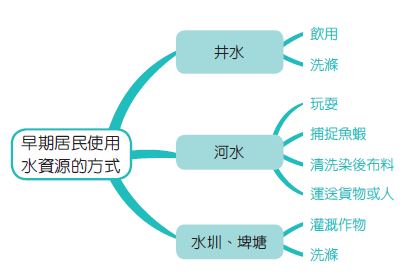 早期居民使用
水資源的方式
井水
飲用
洗滌
河水
玩耍
捕捉魚蝦
清洗染後布料
運送貨物或人
水圳、埤塘
灌溉作物
洗滌